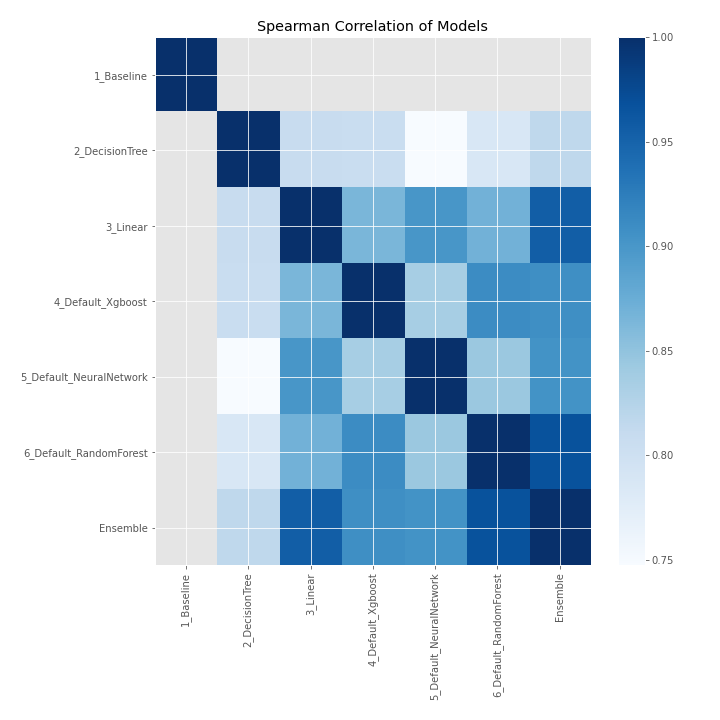 Spearman Correlation of Models
1_Baseline
2_DecisionTree
3_Linear
4_Default_Xgboost
5_Default_NeuralNetwork
6_Default_RandomForest
Ensemble
1_Baseline
2_DecisionTree
3_Linear
4_Default_Xgboost
5_Default_NeuralNetwork
6_Default_RandomForest
Ensemble
1.00
0.95
0.90
0.85
0.80
0.75